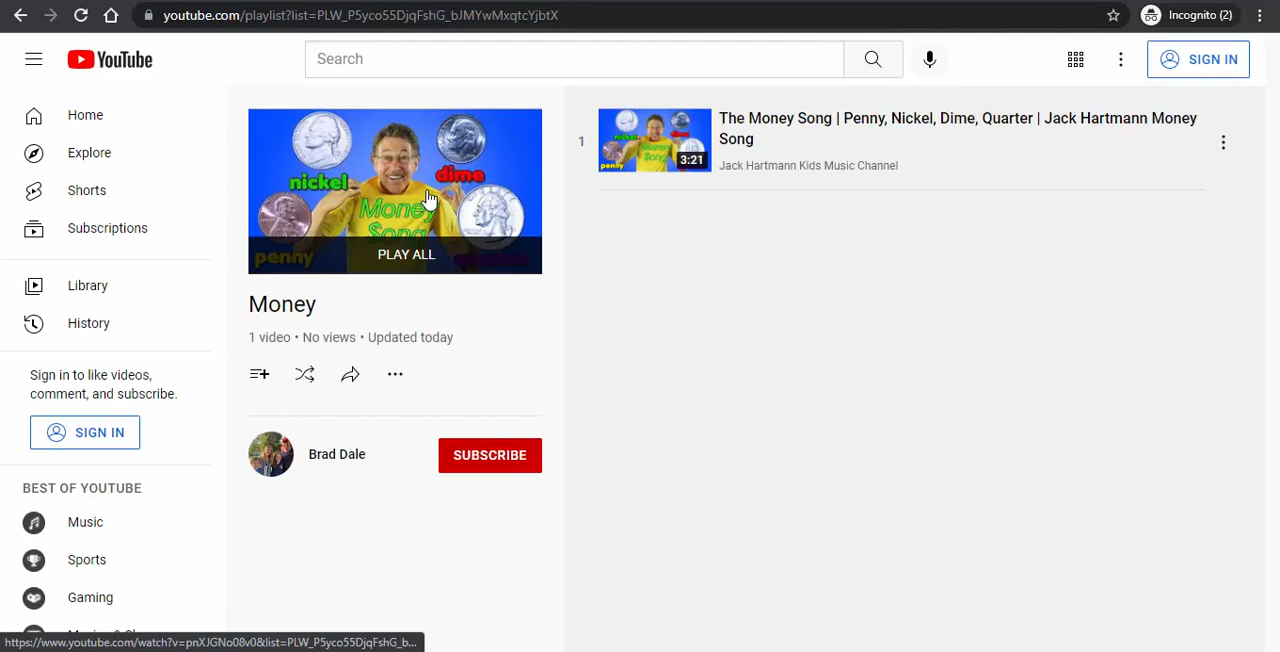 youtube.com/playlist?list=PLW_P5yco55DjqFshG_bJMYwMxqtcYjbtX
Incognito (2)
YouTube
Search
SIGN IN
Home
Explore
Shorts
Subscriptions
Library
History
Sign in to like videos,
comment, and subscribe.
SIGN IN
BEST OF YOUTUBE
Music
Sports
Gaming
nickel
dime
Money
Song
penny
PLAY ALL
Money
1 video • No views • Updated today
Brad Dale
SUBSCRIBE
1
nickel
dime
penny
3:21
The Money Song | Penny, Nickel, Dime, Quarter | Jack Hartmann Money
Song
Jack Hartmann Kids Music Channel
https://www.youtube.com/watch?v=pnXJGNo08v0&list=PLW_P5yco55DjqFshG_b...